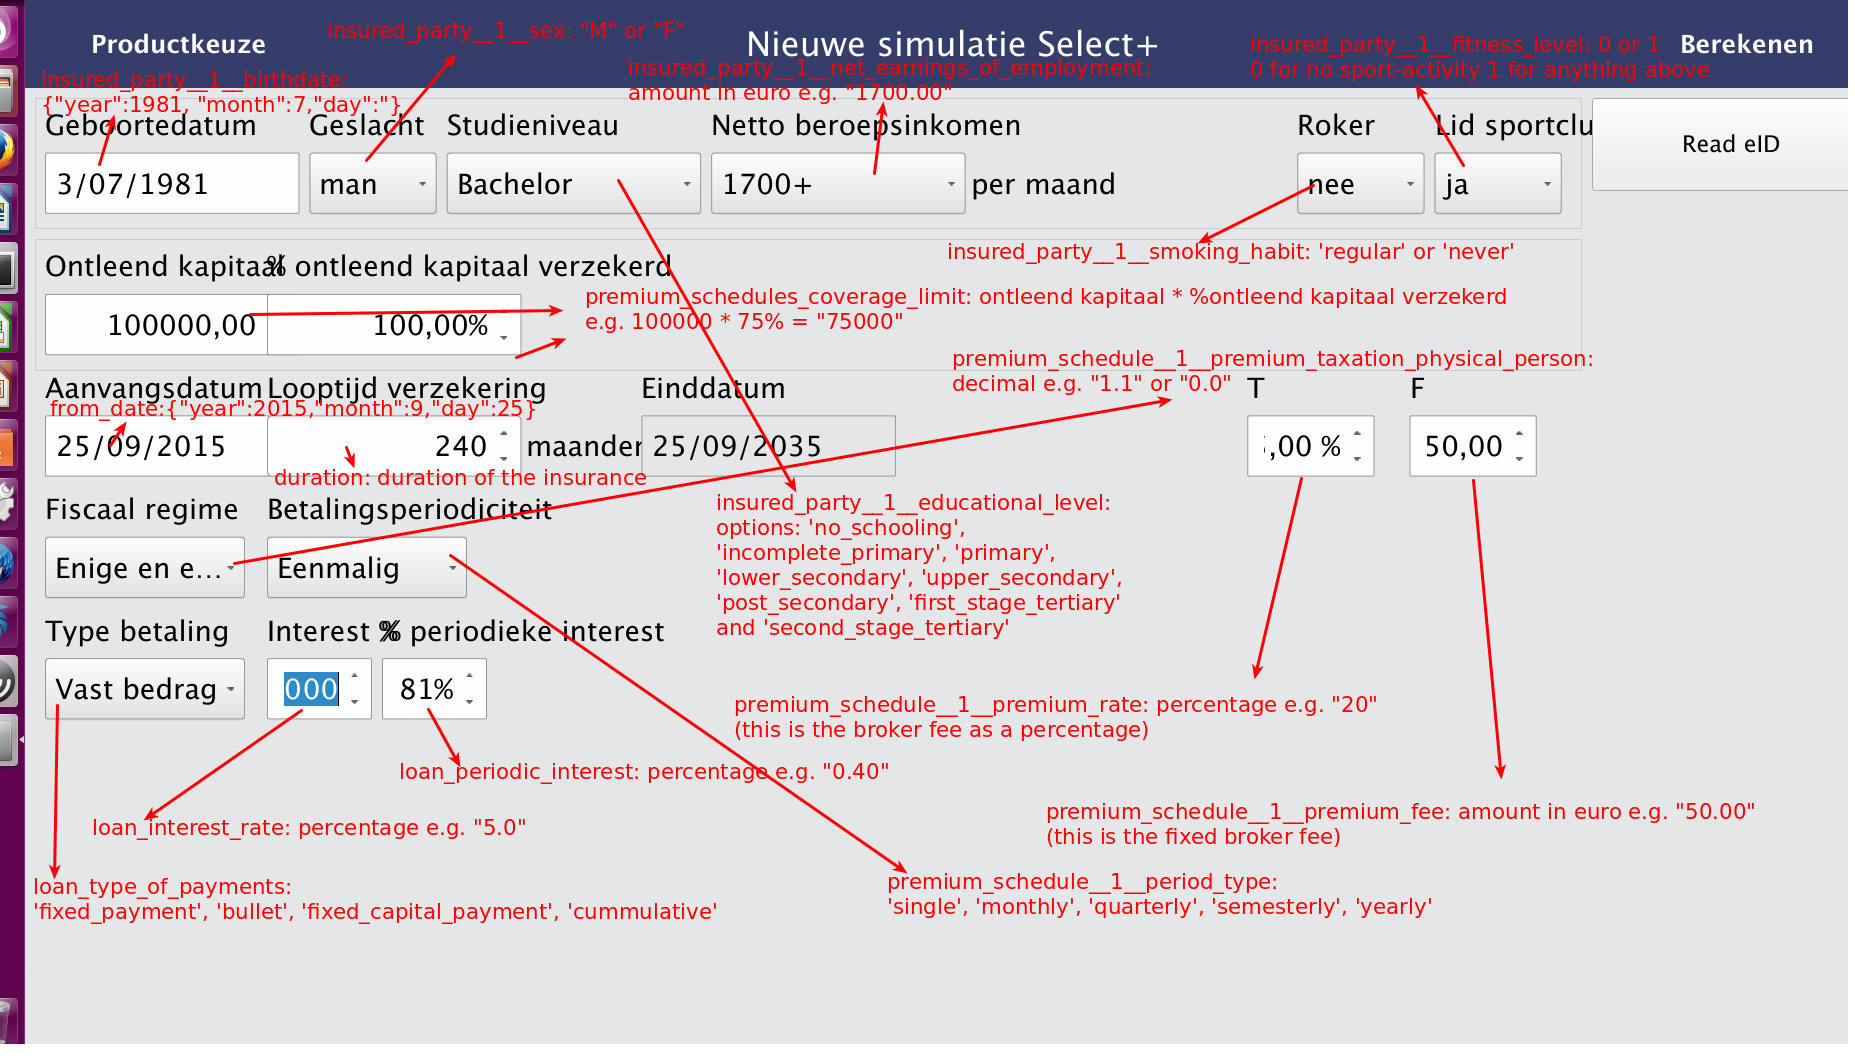 Productkeuze
insured_party__1__sex: "M" or "F"
Nieuwe simulatie Select+
insured_party__1__fitness_level: 0 or 1
0 for no sport-activity 1 for anything above
Berekenen
insured_party__1__birthdate:
{"year":1981, "month":7,"day":"}
insured_party__1__net_earnings_of_employment:
amount in euro e.g. "1700.00"
Geboortedatum Geslacht Studieniveau Netto beroepsinkomen Roker Lid sportclu
3/07/1981 man Bachelor 1700+ per maand nee ja Read eID
insured_party__1__smoking_habit: 'regular' or 'never'
Ontleend kapitaal % ontleend kapitaal verzekerd
premium_schedules_coverage_limit: ontleend kapitaal * %ontleend kapitaal verzekerd
e.g. 100000 * 75% = "75000"
100000,00 100,00%
premium_schedule__1__premium_taxation_physical_person:
decimal e.g. "1.1" or "0.0"
Aanvangsdatum Looptijd verzekering Einddatum T F
from_date:{"year":2015,"month":9,"day":25}
25/09/2015 240 maanden 25/09/2035 ,00 % 50,00
duration: duration of the insurance
Fiscaal regime Betalingsperiodiciteit
insured_party__1__educational_level:
options: 'no_schooling',
'incomplete_primary', 'primary',
'lower_secondary', 'upper_secondary',
'post_secondary', 'first_stage_tertiary'
and 'second_stage_tertiary'
Enige en e... Eenmalig
Type betaling Interest % % periodieke interest
Vast bedrag 000 81%
premium_schedule__1__premium_rate: percentage e.g. "20"
(this is the broker fee as a percentage)
loan_periodic_interest: percentage e.g. "0.40"
loan_interest_rate: percentage e.g. "5.0"
premium_schedule__1__premium_fee: amount in euro e.g. "50.00"
(this is the fixed broker fee)
loan_type_of_payments:
'fixed_payment', 'bullet', 'fixed_capital_payment', 'cummulative'
premium_schedule__1__period_type:
'single', 'monthly', 'quarterly', 'semesterly', 'yearly'